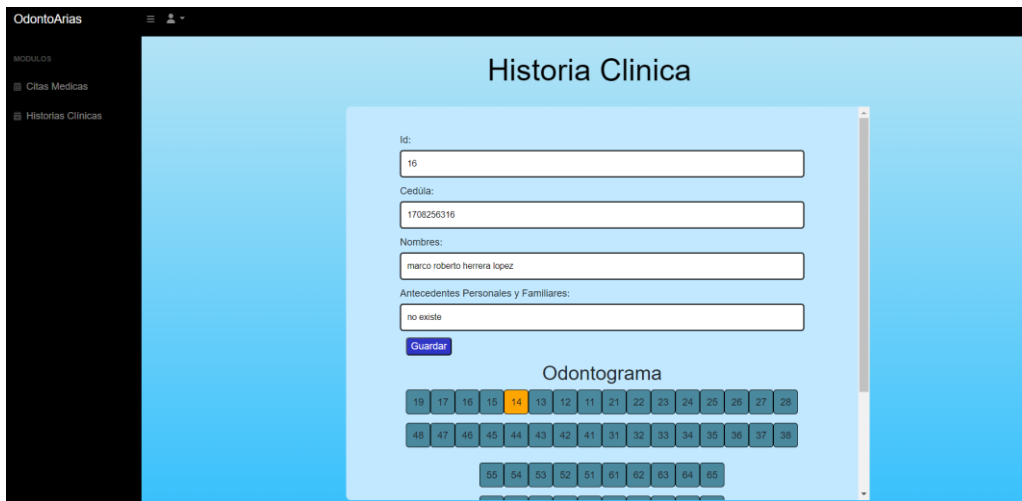 OdontoArias
MODULOS
Citas Medicas
Historias Clínicas
Historia Clinica
Id:
16
Cedúla:
1708256316
Nombres:
marco roberto herrera lopez
Antecedentes Personales y Familiares:
no existe
Guardar
Odontograma
19 17 16 15 14 13 12 11 21 22 23 24 25 26 27 28
48 47 46 45 44 43 42 41 31 32 33 34 35 36 37 38
55 54 53 52 51 61 62 63 64 65